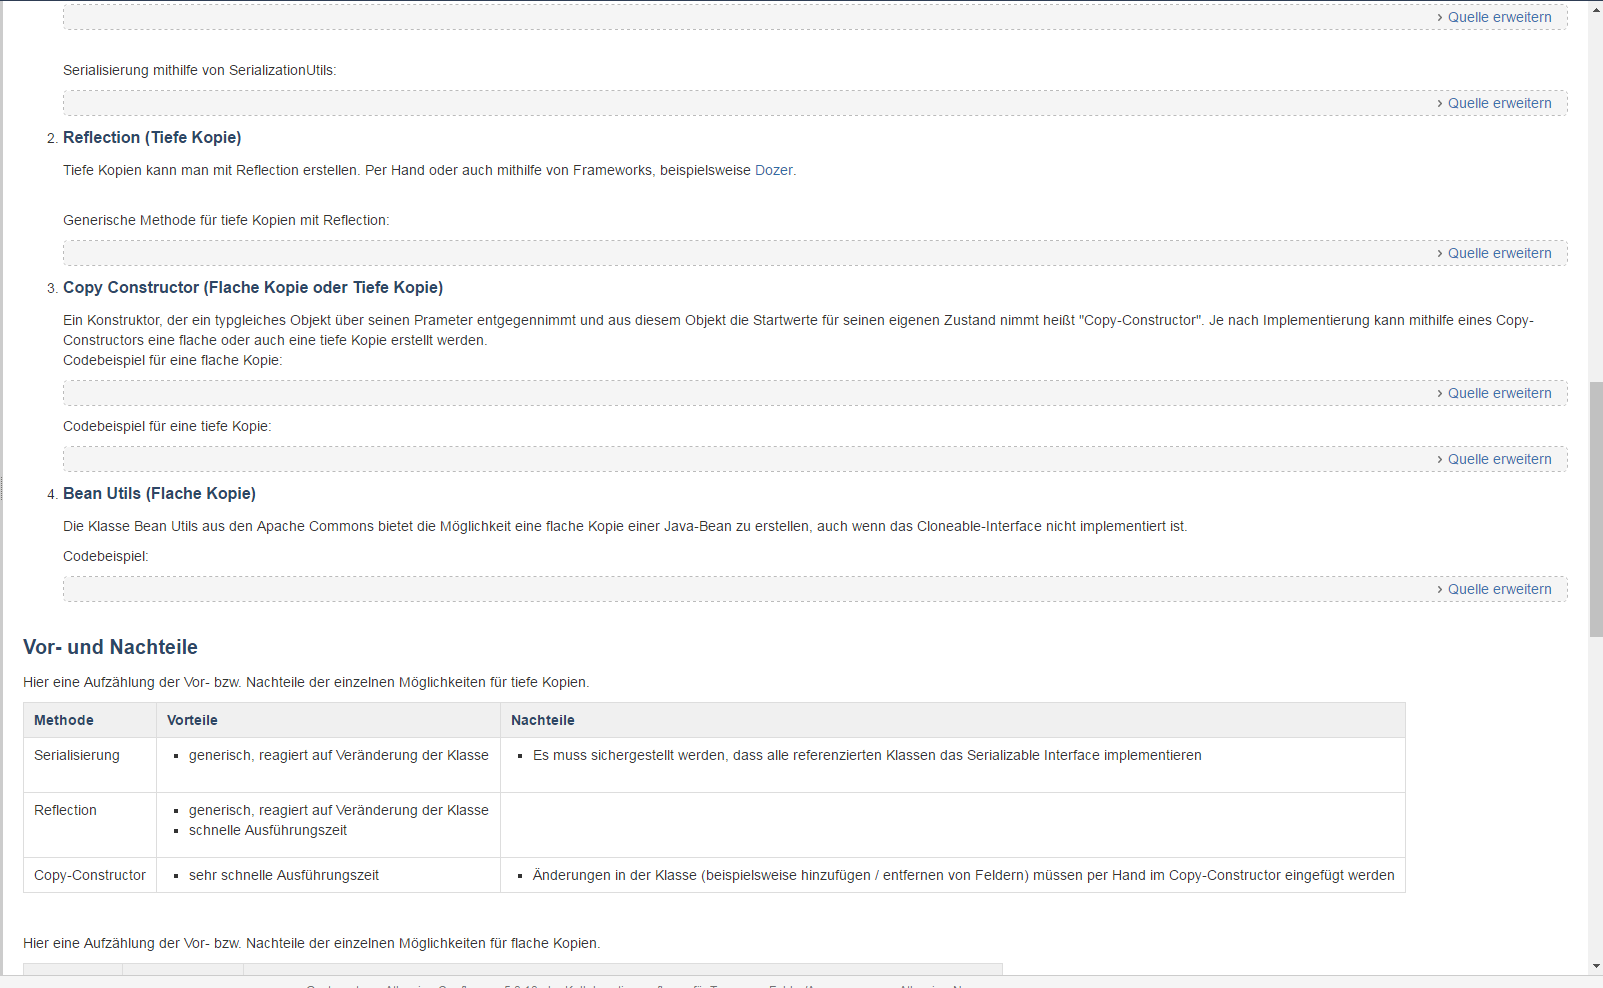 › Quelle erweitern
Serialisierung mithilfe von SerializationUtils:
› Quelle erweitern
2. Reflection (Tiefe Kopie)
Tiefe Kopien kann man mit Reflection erstellen. Per Hand oder auch mithilfe von Frameworks, beispielsweise Dozer.
Generische Methode für tiefe Kopien mit Reflection:
› Quelle erweitern
3. Copy Constructor (Flache Kopie oder Tiefe Kopie)
Ein Konstruktor, der ein typgleiches Objekt über seinen Prameter entgegennimmt und aus diesem Objekt die Startwerte für seinen eigenen Zustand nimmt heißt "Copy-Constructor". Je nach Implementierung kann mithilfe eines Copy-
Constructors eine flache oder auch eine tiefe Kopie erstellt werden.
Codebeispiel für eine flache Kopie:
› Quelle erweitern
Codebeispiel für eine tiefe Kopie:
› Quelle erweitern
4. Bean Utils (Flache Kopie)
Die Klasse Bean Utils aus den Apache Commons bietet die Möglichkeit eine flache Kopie einer Java-Bean zu erstellen, auch wenn das Cloneable-Interface nicht implementiert ist.
Codebeispiel:
› Quelle erweitern
Vor- und Nachteile
Hier eine Aufzählung der Vor- bzw. Nachteile der einzelnen Möglichkeiten für tiefe Kopien.
Methode Vorteile Nachteile
Serialisierung ▪ generisch, reagiert auf Veränderung der Klasse ▪ Es muss sichergestellt werden, dass alle referenzierten Klassen das Serializable Interface implementieren
Reflection ▪ generisch, reagiert auf Veränderung der Klasse
▪ schnelle Ausführungszeit
Copy-Constructor ▪ sehr schnelle Ausführungszeit ▪ Änderungen in der Klasse (beispielsweise hinzufügen / entfernen von Feldern) müssen per Hand im Copy-Constructor eingefügt werden
Hier eine Aufzählung der Vor- bzw. Nachteile der einzelnen Möglichkeiten für flache Kopien.